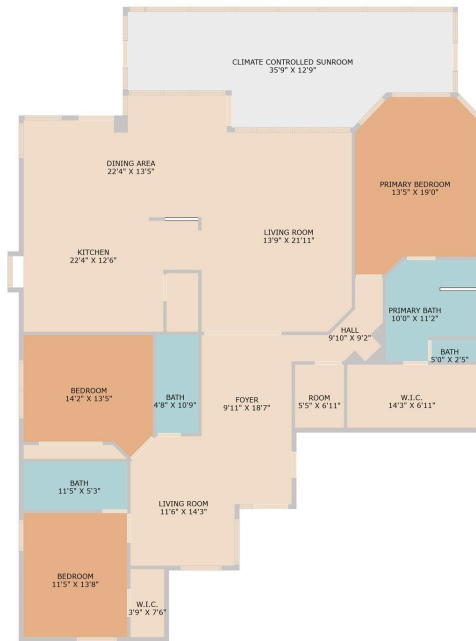 CLIMATE CONTROLLED SUNROOM
35'9" X 12'9"
DINING AREA
22'4" X 13'5"
PRIMARY BEDROOM
13'5" X 19'0"
LIVING ROOM
13'9" X 21'11"
KITCHEN
22'4" X 12'6"
PRIMARY BATH
10'0" X 11'2"
HALL
9'10" X 9'2"
BATH
5'0" X 2'5"
BEDROOM
14'2" X 13'5"
BATH
4'8" X 10'9"
FOYER
9'11" X 18'7"
ROOM
5'5" X 6'11"
W.I.C.
14'3" X 6'11"
BATH
11'5" X 5'3"
LIVING ROOM
11'6" X 14'3"
BEDROOM
11'5" X 13'8"
W.I.C.
3'9" X 7'6"